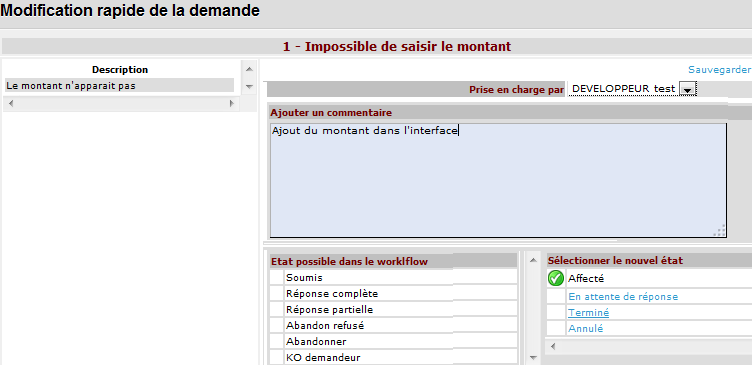 Modification rapide de la demande
1 - Impossible de saisir le montant
Description
Le montant n'apparait pas
Sauvegarder
Prise en charge par DEVELOPPEUR test
Ajouter un commentaire
Ajout du montant dans l'interface
Etat possible dans le worklflow
Soumis
Réponse complète
Réponse partielle
Abandon refusé
Abandonner
KO demandeur
Sélectionner le nouvel état
Affecté
En attente de réponse
Terminé
Annulé